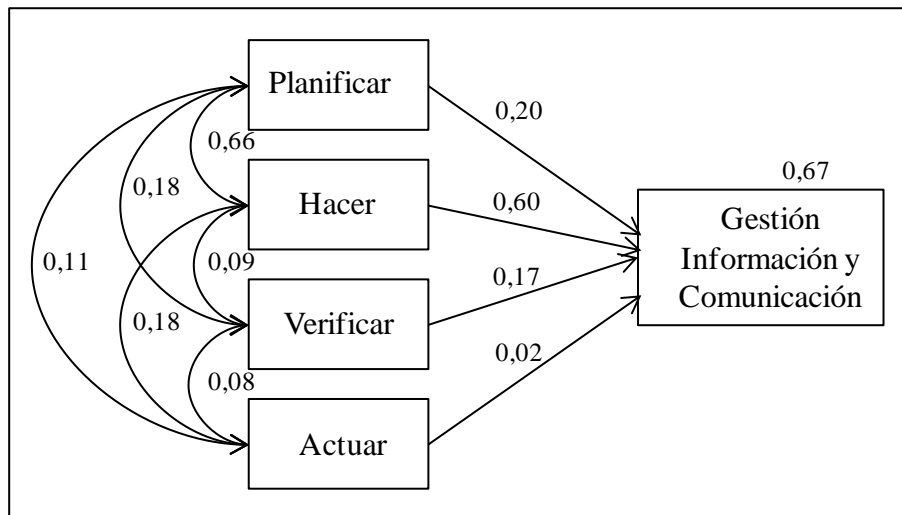 Planificar
0,20
0,66
0,67
0,18
Hacer
0,60
Gestión
Información y
Comunicación
0,11
0,09
0,17
0,18
Verificar
0,02
0,08
Actuar